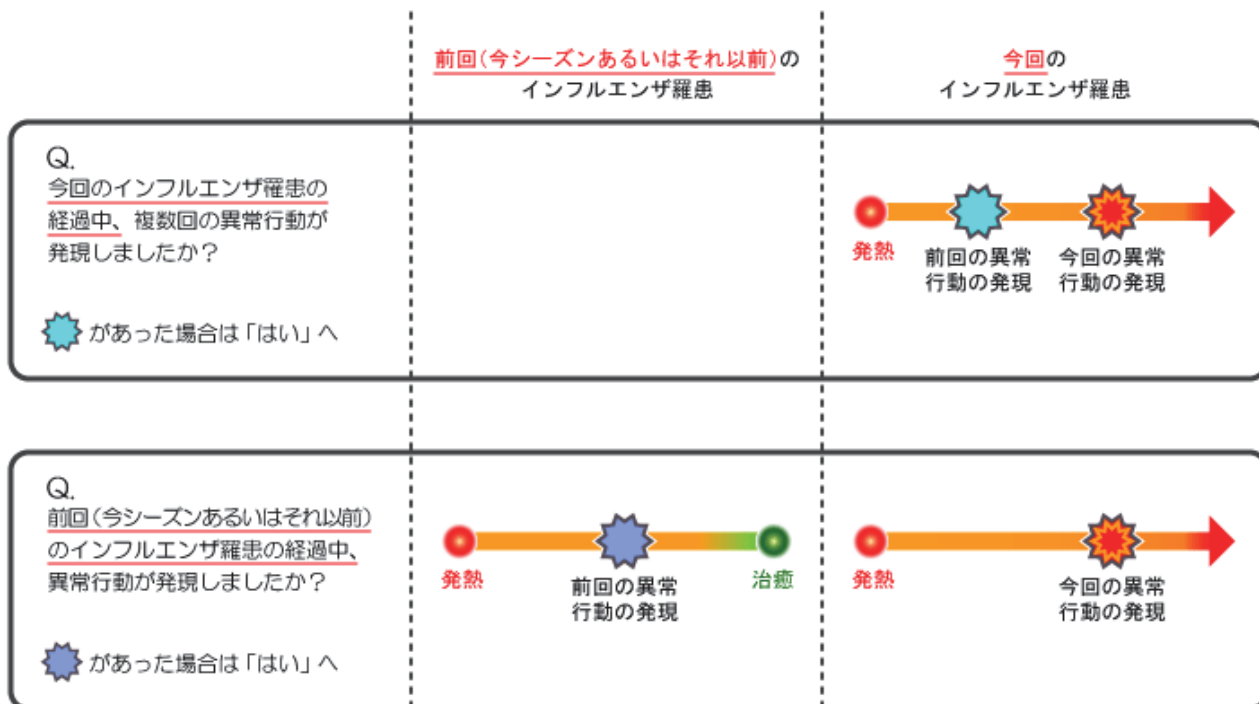 前回(今シーズンあるいはそれ以前)の
インフルエンザ羅患
今回の
インフルエンザ羅患
Q.
今回のインフルエンザ罹患の
経過中、複数回の異常行動が
発現しましたか？
があった場合は「はい」へ
発熱
前回の異常
行動の発現
今回の異常
行動の発現
Q.
前回(今シーズンあるいはそれ以前)
のインフルエンザ罹患の経過中、
異常行動が発現しましたか？
があった場合は「はい」へ
発熱
前回の異常
行動の発現
治癒
発熱
今回の異常
行動の発現